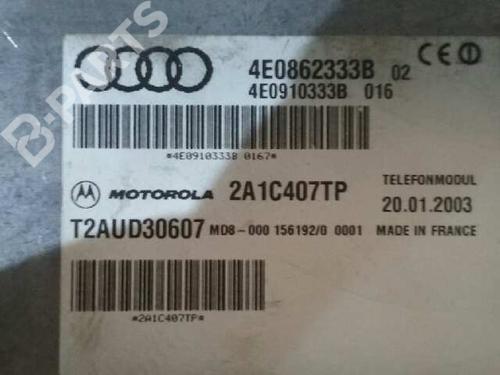 4E0862333B 02 CE
4E0910333B 016
*4E0910333B 0167*
MOTOROLA 2A1C407TP
TELEFONMODUL
20.01.2003
T2AUD30607 MD8-000 156192/0 0001 MADE IN FRANCE
*2A1C407TP*
B-PARTS